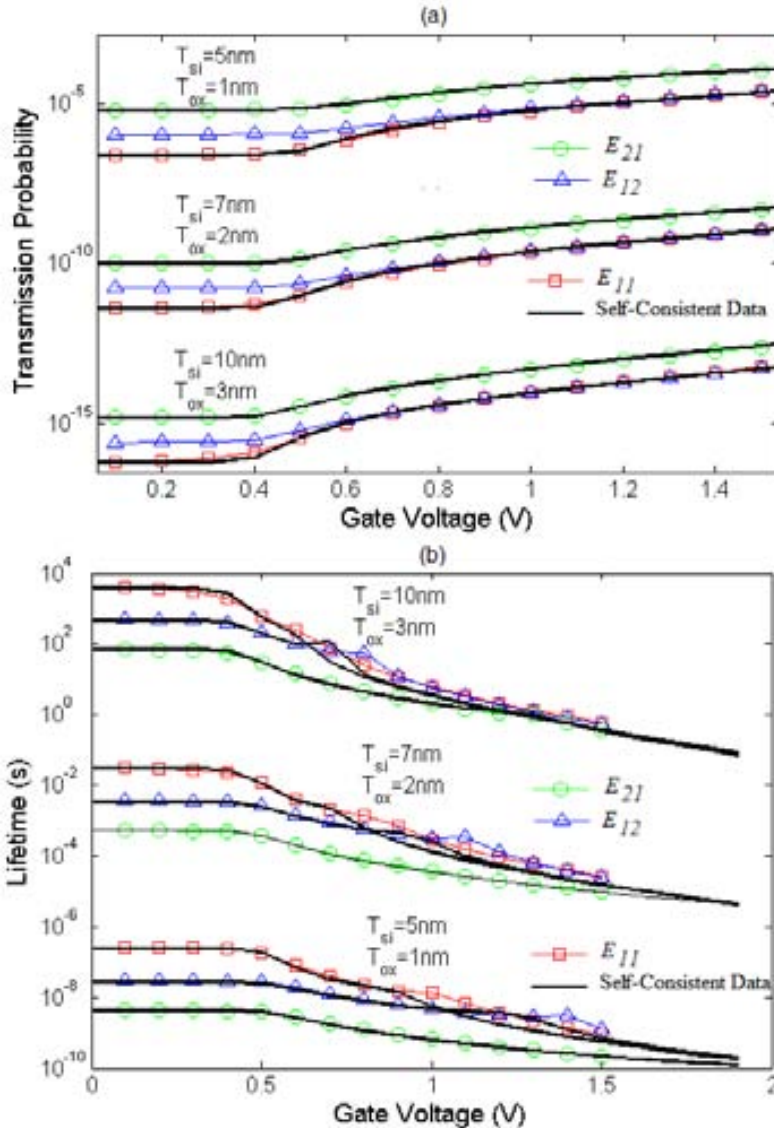 (a)
T_si=5nm
T_ox=1nm
10^-5
E_21
E_12
T_si=7nm
T_ox=2nm
10^-10
E_11
Self-Consistent Data
T_si=10nm
T_ox=3nm
10^-15
Transmission Probability
0.2 0.4 0.6 0.8 1 1.2 1.4
Gate Voltage (V)
(b)
10^4
T_si=10nm
T_ox=3nm
10^2
10^0
T_si=7nm
T_ox=2nm
10^-2
E_21
E_12
10^-4
10^-6
T_si=5nm
T_ox=1nm
E_11
Self-Consistent Data
10^-8
10^-10
Lifetime (s)
0 0.5 1 1.5 2
Gate Voltage (V)